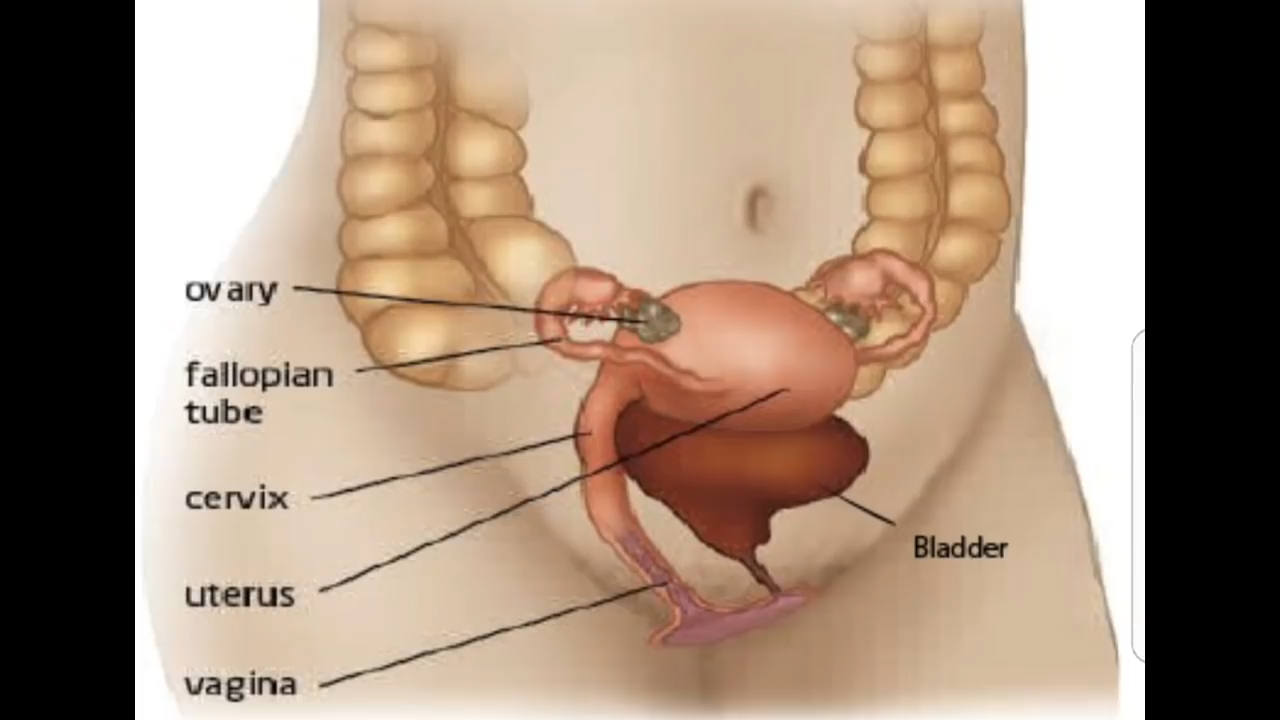 ovary
fallopian
tube
cervix
uterus
Bladder
vagina